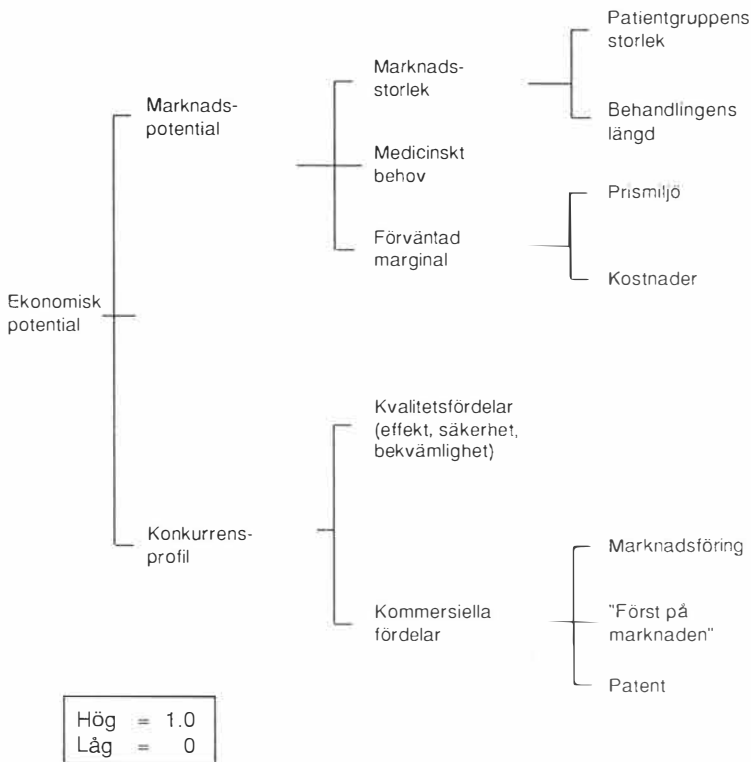 Ekonomisk
potential
Marknads-
potential
Marknads-
storlek
Patientgruppens
storlek
Behandlingens
längd
Medicinskt
behov
Förväntad
marginal
Prismiljö
Kostnader
Konkurrens-
profil
Kvalitetsfördelar
(effekt, säkerhet,
bekvämlighet)
Kommersiella
fördelar
Marknadsföring
"Först på
marknaden"
Patent
Hög = 1.0
Låg = 0